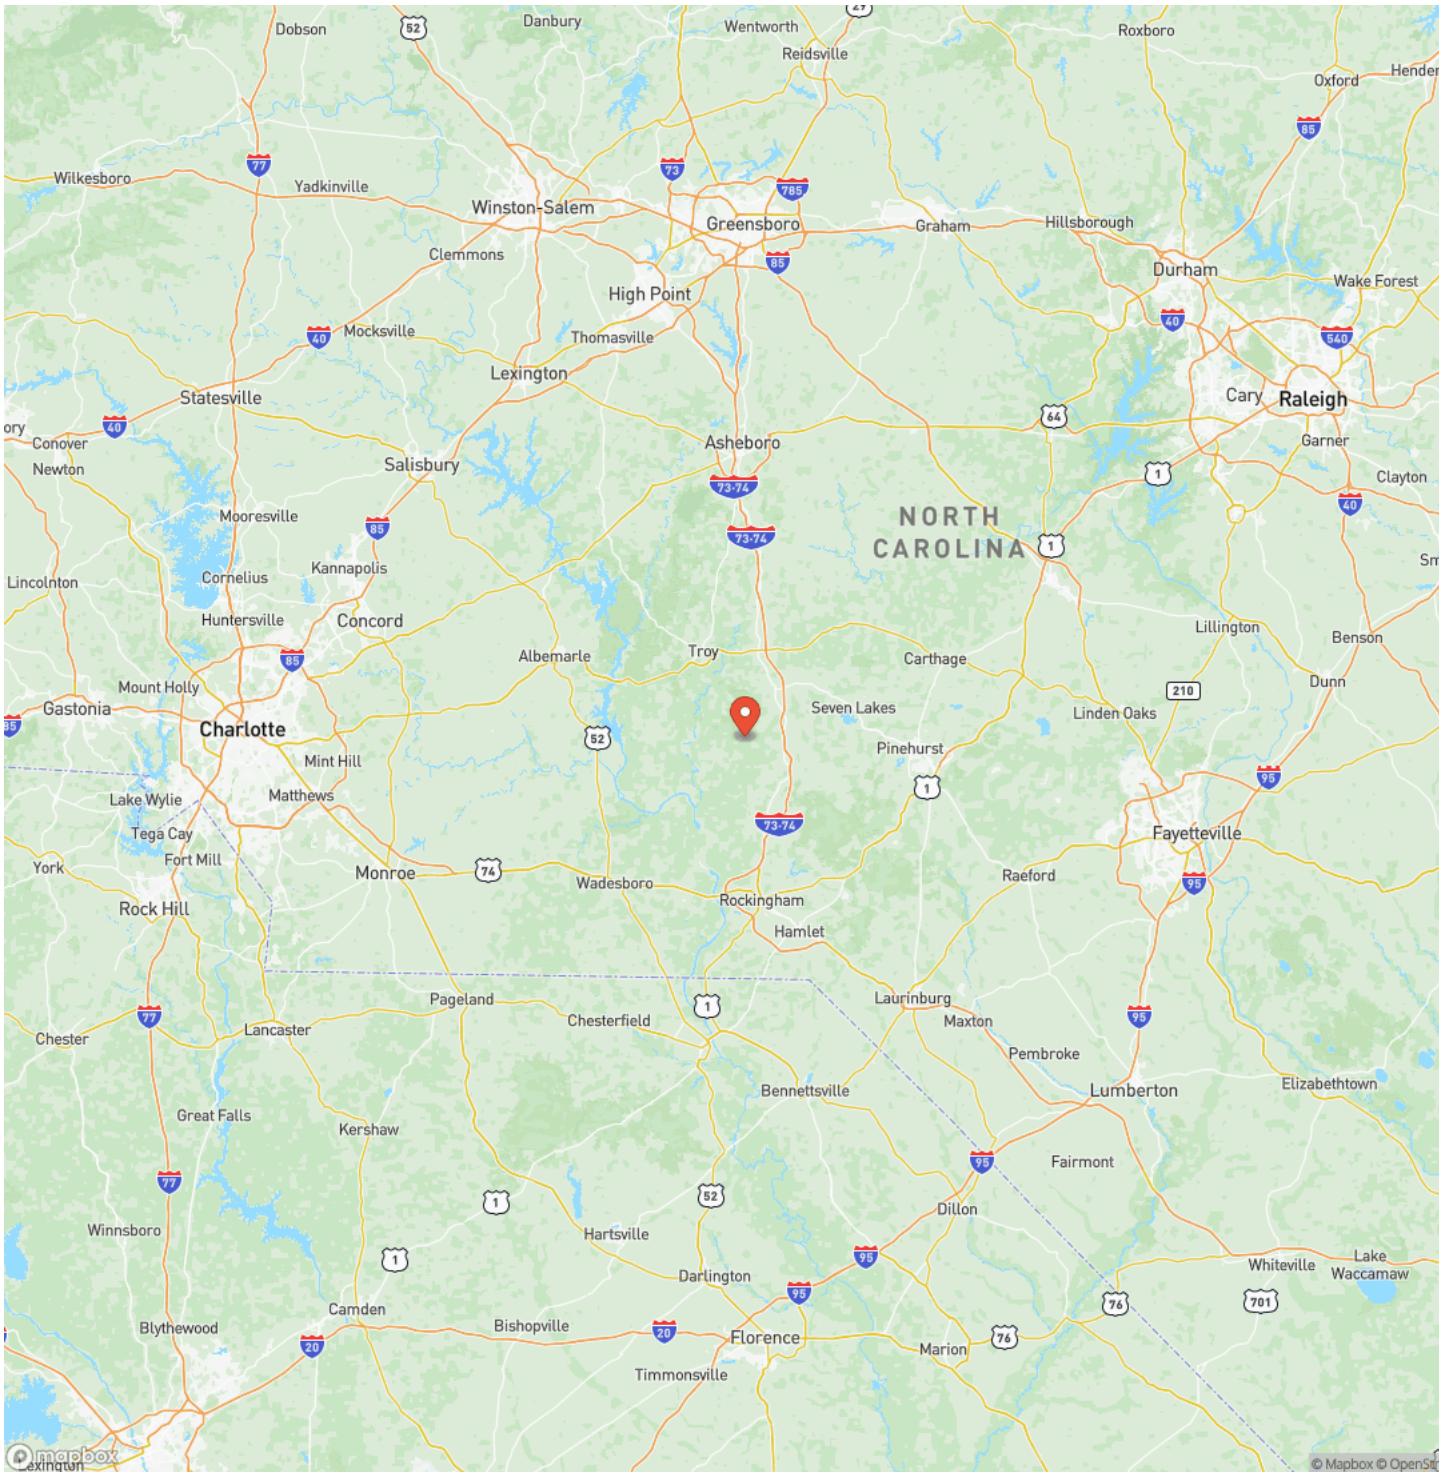 Dobson
52
Danbury
Wentworth
29
Reidsville
Roxboro
Oxford
85
77
Wilkesboro
Yadkinville
73
785
Winston-Salem
Greensboro
Graham
Hillsborough
Clemmons
85
Durham
High Point
Wake Forest
40
Mocksville
Thomasville
40
540
Lexington
Statesville
Cary
Raleigh
40
64
Conover
Asheboro
Garner
Newton
Salisbury
1
Clayton
73-74
40
Mooresville
85
NORTH
CAROLINA
73-74
1
Kannapolis
Lincolnton
Cornelius
Huntersville
Concord
Lillington
Benson
85
Albemarle
Troy
Carthage
Mount Holly
Dunn
210
Gastonia
Seven Lakes
Linden Oaks
85
Charlotte
52
Pinehurst
Mint Hill
95
Lake Wylie
Matthews
1
73-74
Tega Cay
Fayetteville
Fort Mill
York
Monroe
74
Wadesboro
Raeford
95
Rock Hill
Rockingham
Hamlet
Pageland
1
Laurinburg
77
Chesterfield
95
Lancaster
Maxton
Chester
Pembroke
Bennettsville
Lumberton
Elizabethtown
Great Falls
Kershaw
95
Fairmont
77
1
52
Winnsboro
Dillon
Hartsville
1
95
Lake
Waccamaw
Whiteville
Darlington
95
76
701
Camden
Blythewood
Bishopville
20
20
Florence
76
Marion
Timmonsville
mapbox
Lexington
© Mapbox © OpenStr